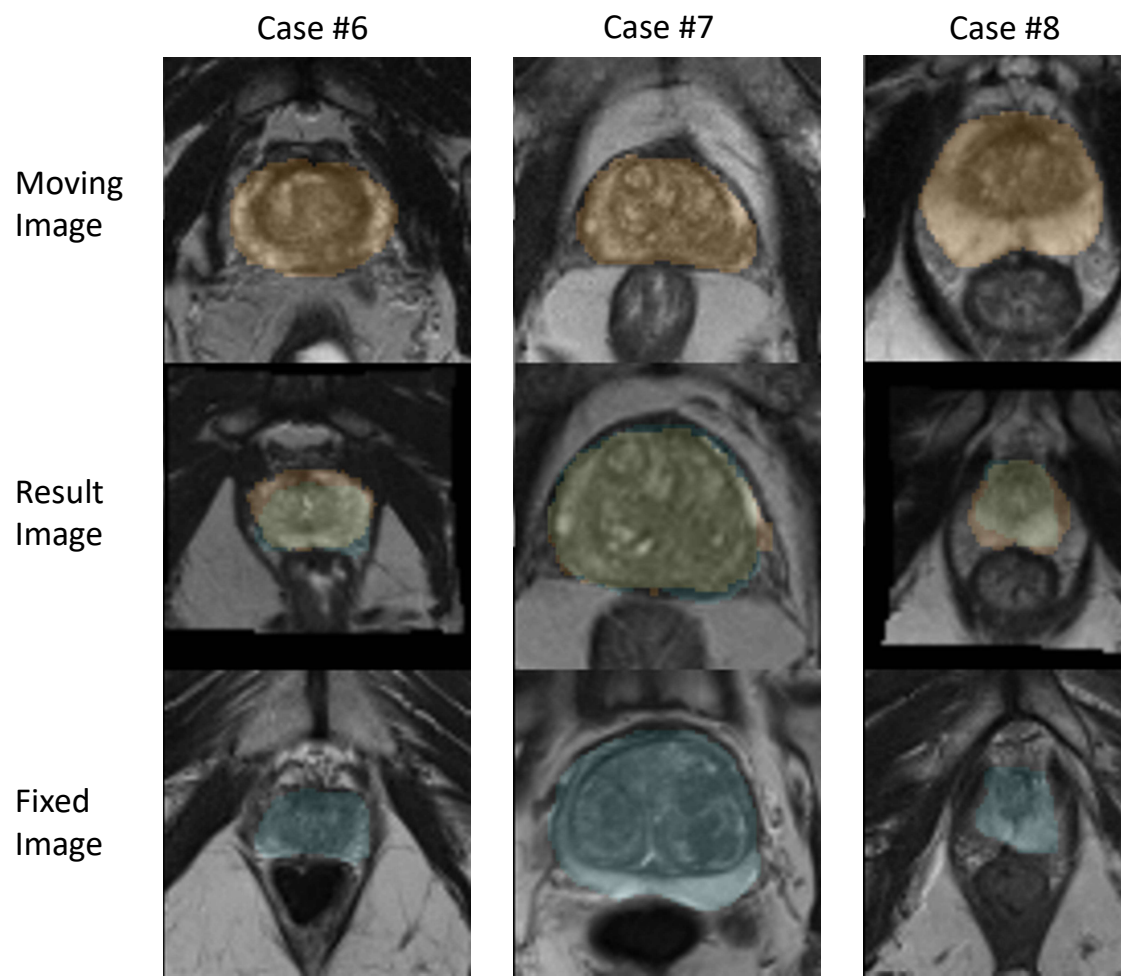 Case #6
Case #7
Case #8
Moving
Image
Result
Image
Fixed
Image